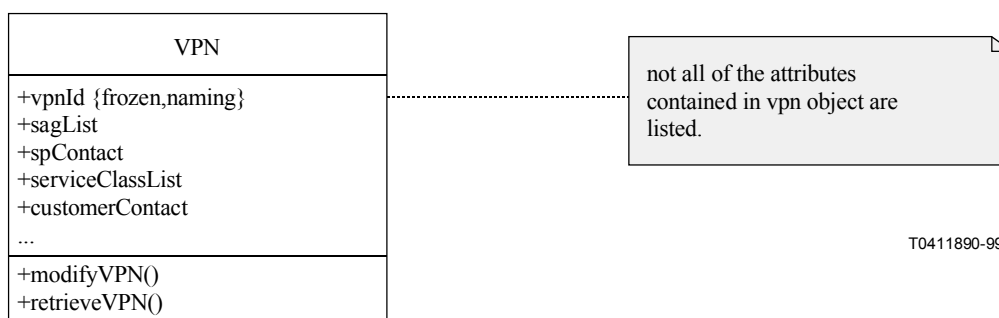 VPN
+vpnId {frozen,naming}
+sagList
+spContact
+serviceClassList
+customerContact
...
+modifyVPN()
+retrieveVPN()
not all of the attributes
contained in vpn object are
listed.
T0411890-99